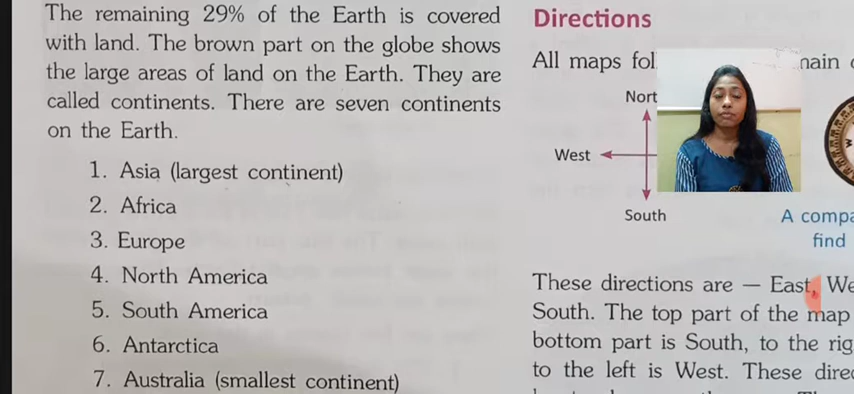 The remaining 29% of the Earth is covered
with land. The brown part on the globe shows
the large areas of land on the Earth. They are
called continents. There are seven continents
on the Earth.
1. Asia (largest continent)
2. Africa
3. Europe
4. North America
5. South America
6. Antarctica
7. Australia (smallest continent)
Directions
All maps
Nort
West
South
A
find
These directions are — East,
South. The top part of the map
bottom part is South, to the
to the left is West. These